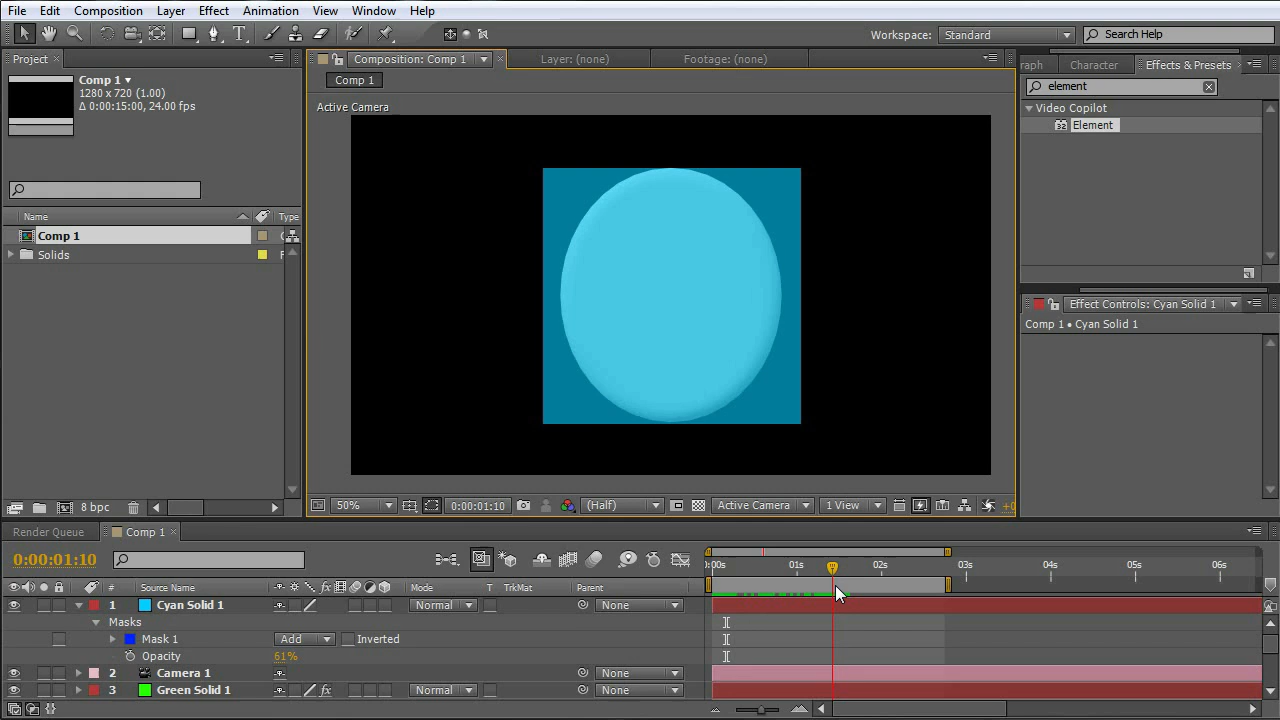 File Edit Composition Layer Effect Animation View Window Help
Workspace: Standard Search Help
Project
Comp 1
1280 x 720 (1.00)
Δ 0:00:15:00, 24.00 fps
Name Type
Comp 1
Solids F
8 bpc
Composition: Comp 1 Layer: (none) Footage: (none)
Comp 1
Active Camera
50% 0:00:01:10 (Half) Active Camera 1 View +0
raph Character Effects & Presets
element
Video Copilot
32 Element
Effect Controls: Cyan Solid 1
Comp 1 • Cyan Solid 1
Render Queue Comp 1
0:00:01:10
):00s 01s 02s 03s 04s 05s 06s
# Source Name fx Mode T TrkMat Parent
1 Cyan Solid 1 Normal None
Masks
Mask 1 Add Inverted
Opacity 61%
2 Camera 1 None
3 Green Solid 1 fx Normal None